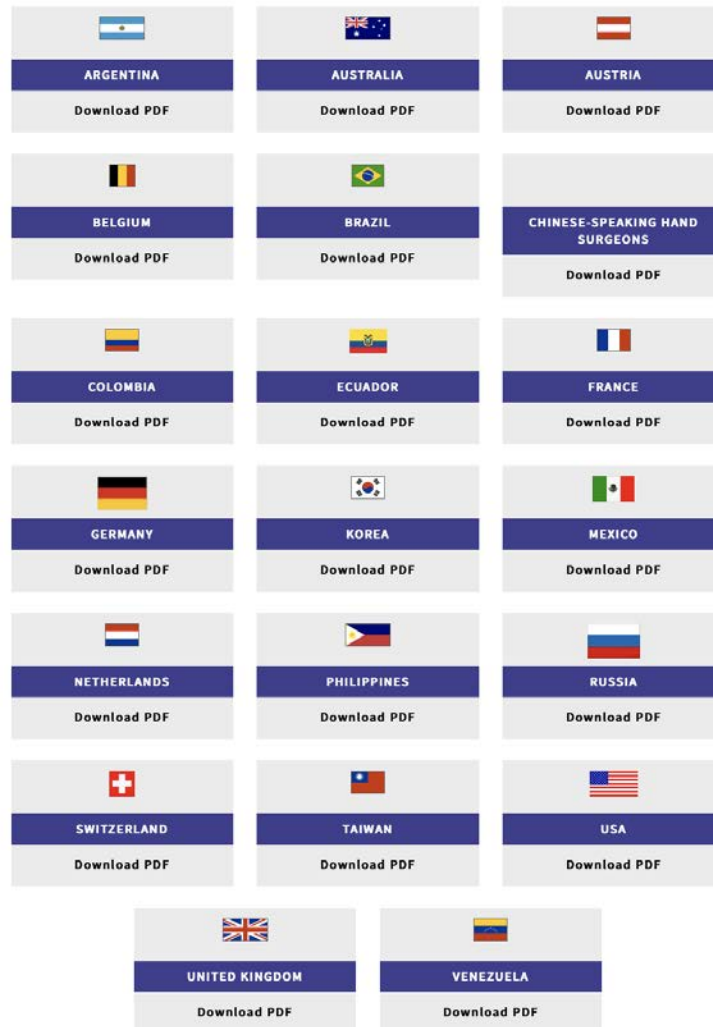 ARGENTINA
Download PDF
AUSTRALIA
Download PDF
AUSTRIA
Download PDF
BELGIUM
Download PDF
BRAZIL
Download PDF
CHINESE-SPEAKING HAND
SURGEONS
Download PDF
COLOMBIA
Download PDF
ECUADOR
Download PDF
FRANCE
Download PDF
GERMANY
Download PDF
KOREA
Download PDF
MEXICO
Download PDF
NETHERLANDS
Download PDF
PHILIPPINES
Download PDF
RUSSIA
Download PDF
SWITZERLAND
Download PDF
TAIWAN
Download PDF
USA
Download PDF
UNITED KINGDOM
Download PDF
VENEZUELA
Download PDF